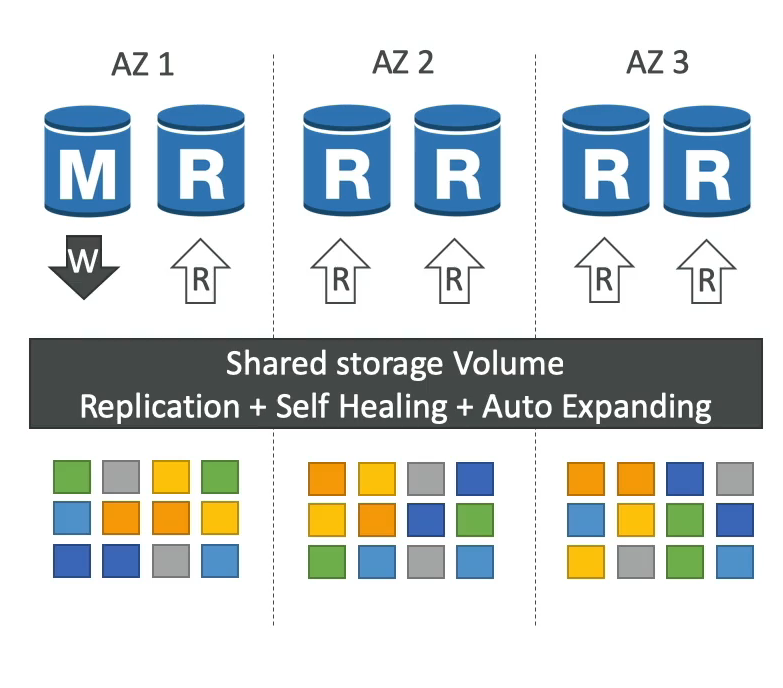 AZ 1
AZ 2
AZ 3
M
R
R
R
R
R
W
R
R
R
R
R
Shared storage Volume
Replication + Self Healing + Auto Expanding